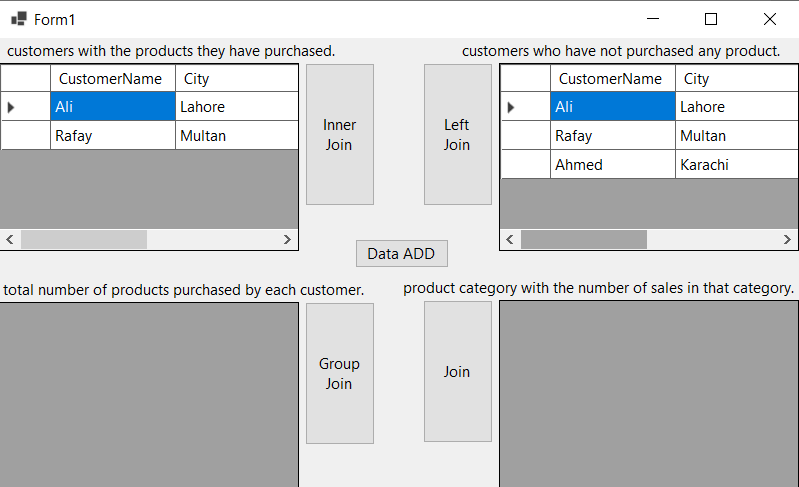 Form1
customers with the products they have purchased.
customers who have not purchased any product.
CustomerName City
Ali Lahore
Rafay Multan
Inner
Join
Left
Join
CustomerName City
Ali Lahore
Rafay Multan
Ahmed Karachi
Data ADD
total number of products purchased by each customer.
product category with the number of sales in that category.
Group
Join
Join